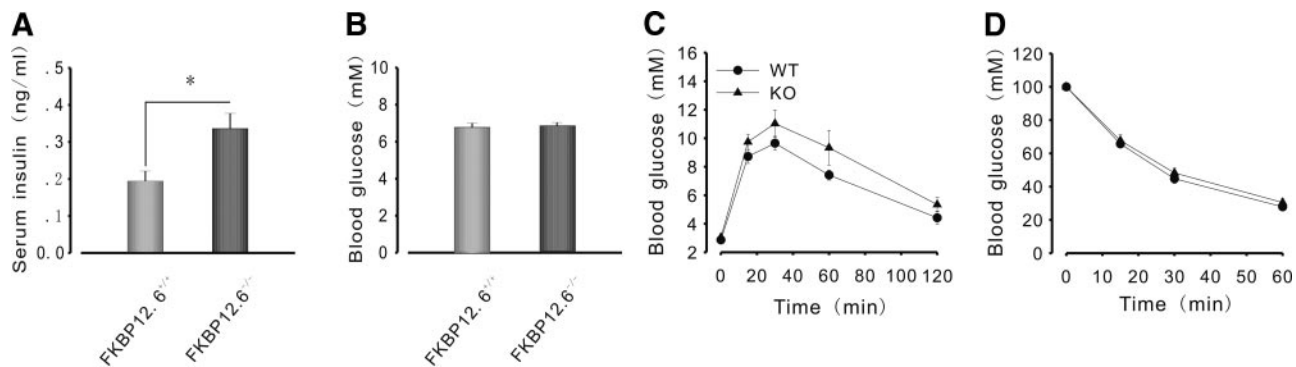 A
Serum insulin (ng/ml)
.5
.4
.3
0.2
0.1
0.0
*
FKBP12.6+/+
FKBP12.6-/-
B
Blood glucose (mM)
10
8
6
4
2
0
FKBP12.6+/+
FKBP12.6-/-
C
Blood glucose (mM)
16
14
12
10
8
6
4
2
WT
KO
0 20 40 60 80 100 120
Time (min)
D
Blood glucose (mM)
120
100
80
60
40
20
0
0 10 20 30 40 50 60
Time (min)